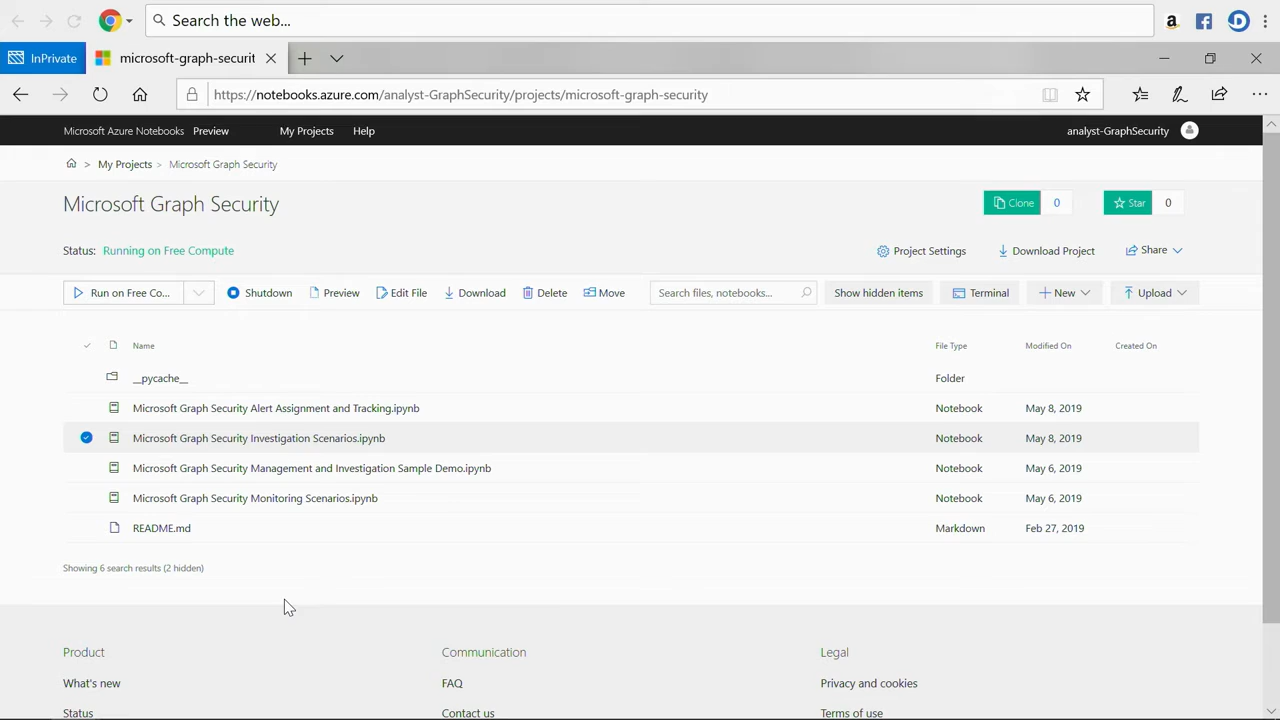 Search the web...
InPrivate
microsoft-graph-securit
https://notebooks.azure.com/analyst-GraphSecurity/projects/microsoft-graph-security
Microsoft Azure Notebooks Preview My Projects Help analyst-GraphSecurity
> My Projects > Microsoft Graph Security
Microsoft Graph Security Clone 0 Star 0
Status: Running on Free Compute Project Settings Download Project Share
Run on Free Co... Shutdown Preview Edit File Download Delete Move Search files, notebooks... Show hidden items Terminal New Upload
Name File Type Modified On Created On
__pycache__ Folder
Microsoft Graph Security Alert Assignment and Tracking.ipynb Notebook May 8, 2019
Microsoft Graph Security Investigation Scenarios.ipynb Notebook May 8, 2019
Microsoft Graph Security Management and Investigation Sample Demo.ipynb Notebook May 6, 2019
Microsoft Graph Security Monitoring Scenarios.ipynb Notebook May 6, 2019
README.md Markdown Feb 27, 2019
Showing 6 search results (2 hidden)
Product Communication Legal
What's new FAQ Privacy and cookies
Status Contact us Terms of use